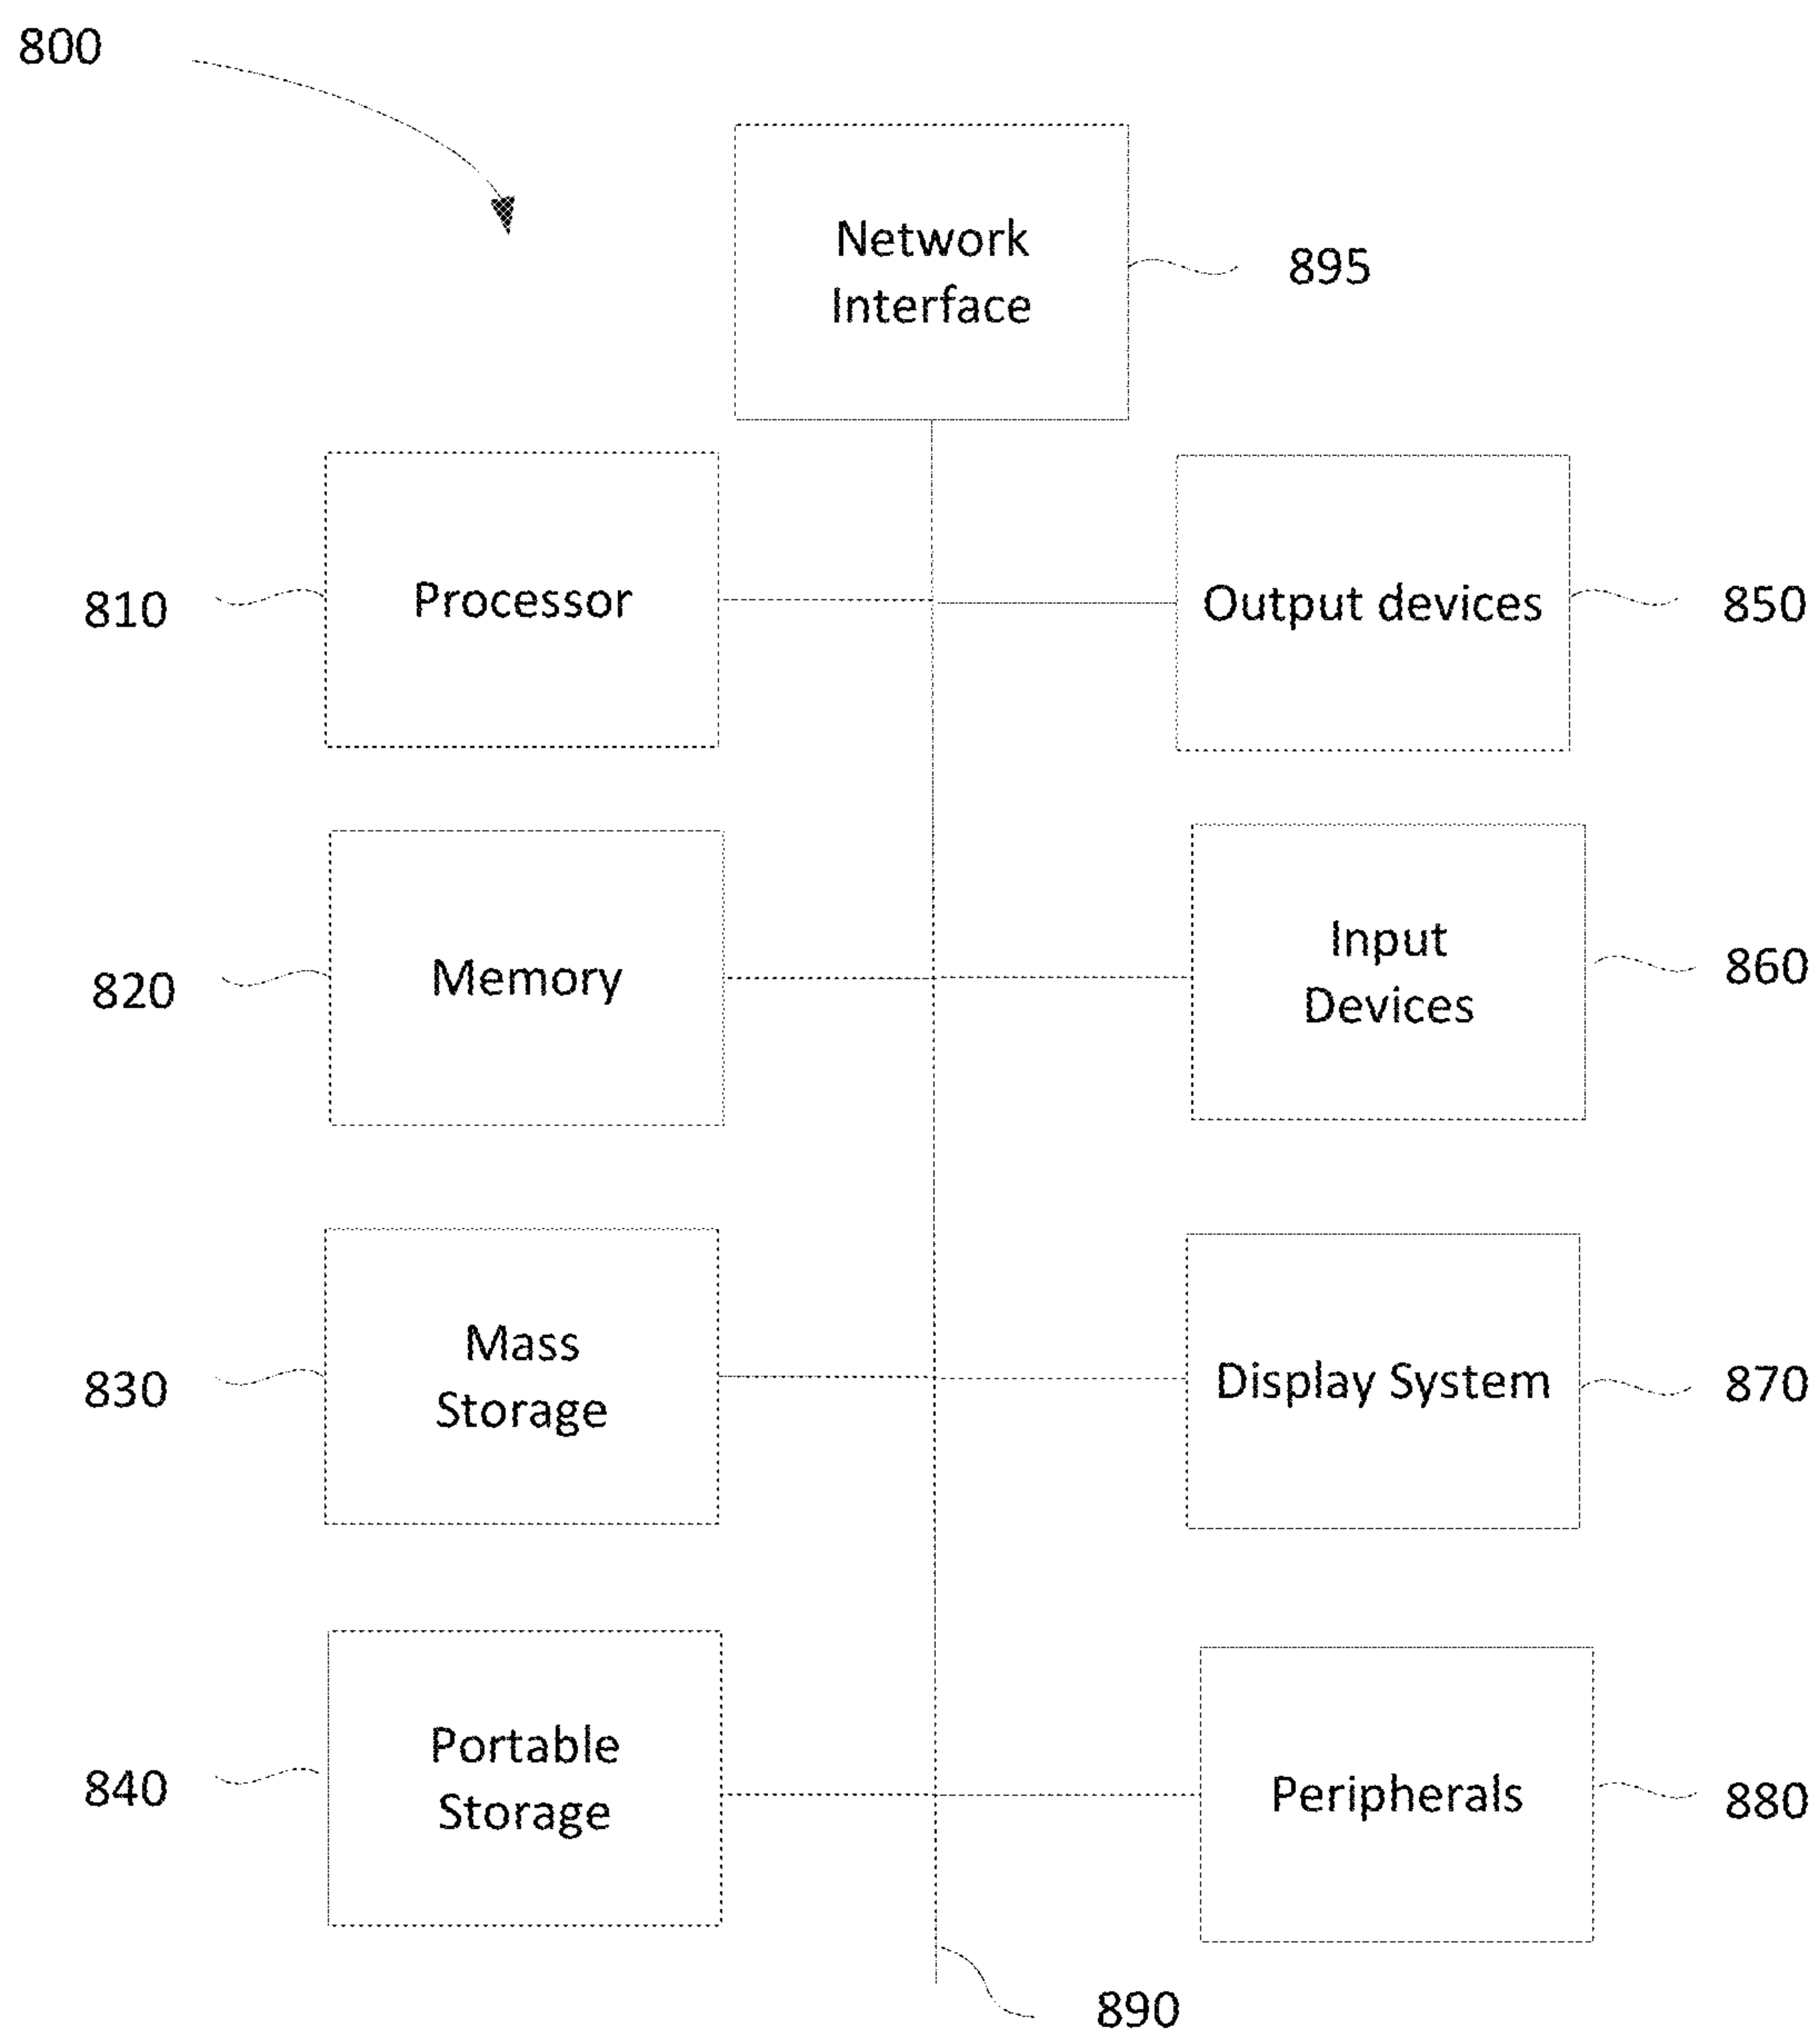 800
Network
Interface
895
810
Processor
Output devices
850
820
Memory
Input
Devices
860
830
Mass
Storage
Display System
870
840
Portable
Storage
Peripherals
880
890